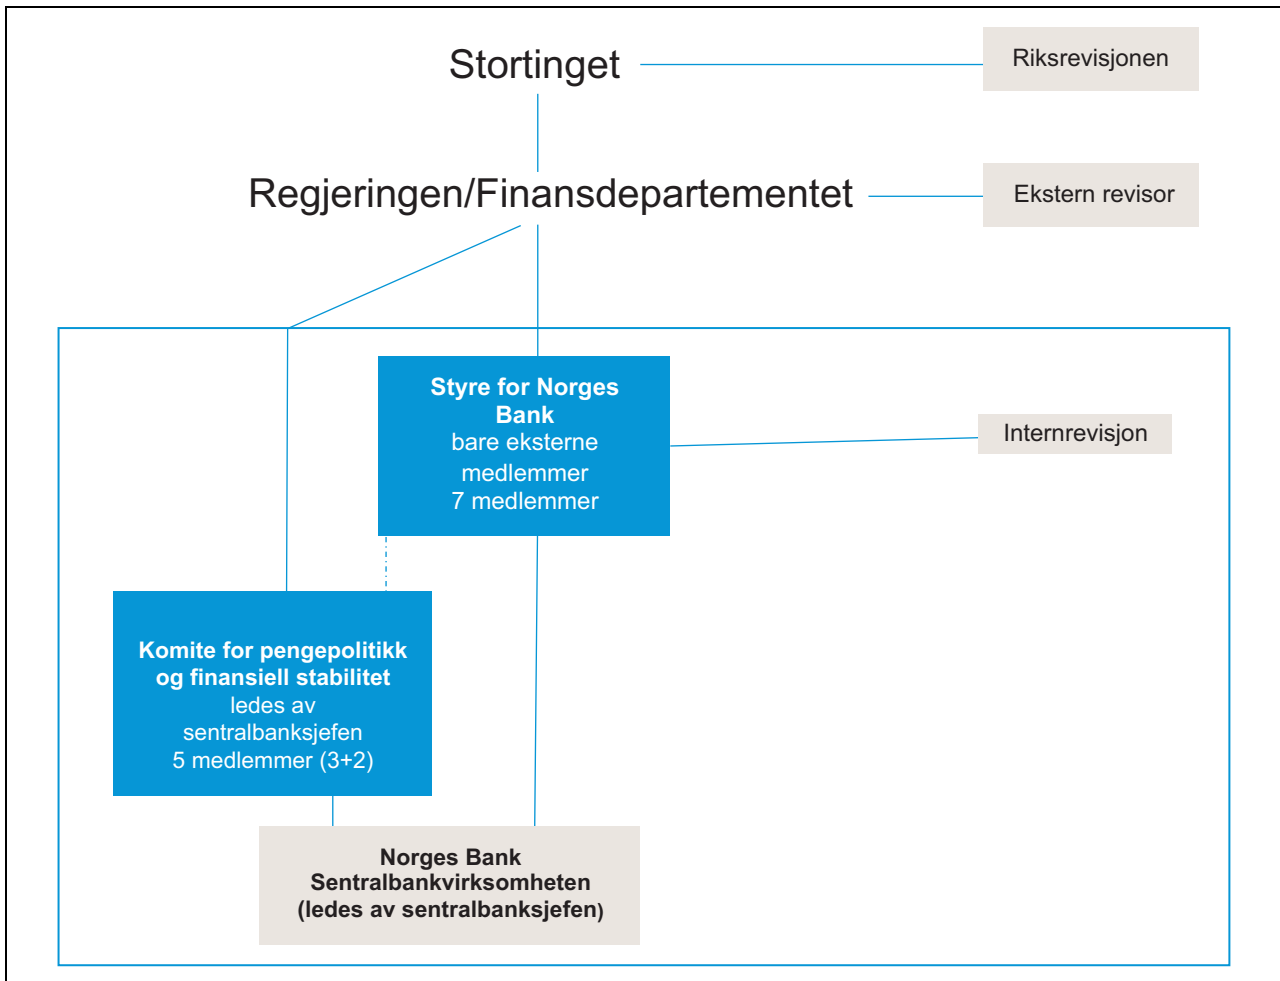 Stortinget
Riksrevisjonen
Regjeringen/Finansdepartementet
Ekstern revisor
Styre for Norges
Bank
bare eksterne
medlemmer
7 medlemmer
Internrevisjon
Komite for pengepolitikk
og finansiell stabilitet
ledes av
sentralbanksjefen
5 medlemmer (3+2)
Norges Bank
Sentralbankvirksomheten
(ledes av sentralbanksjefen)